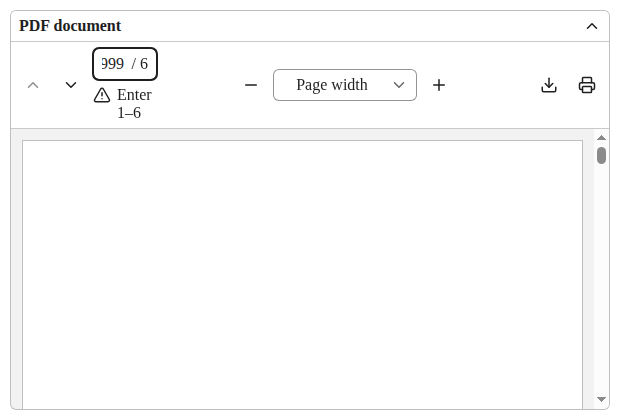 PDF document
999 / 6
Enter
1–6
Page width